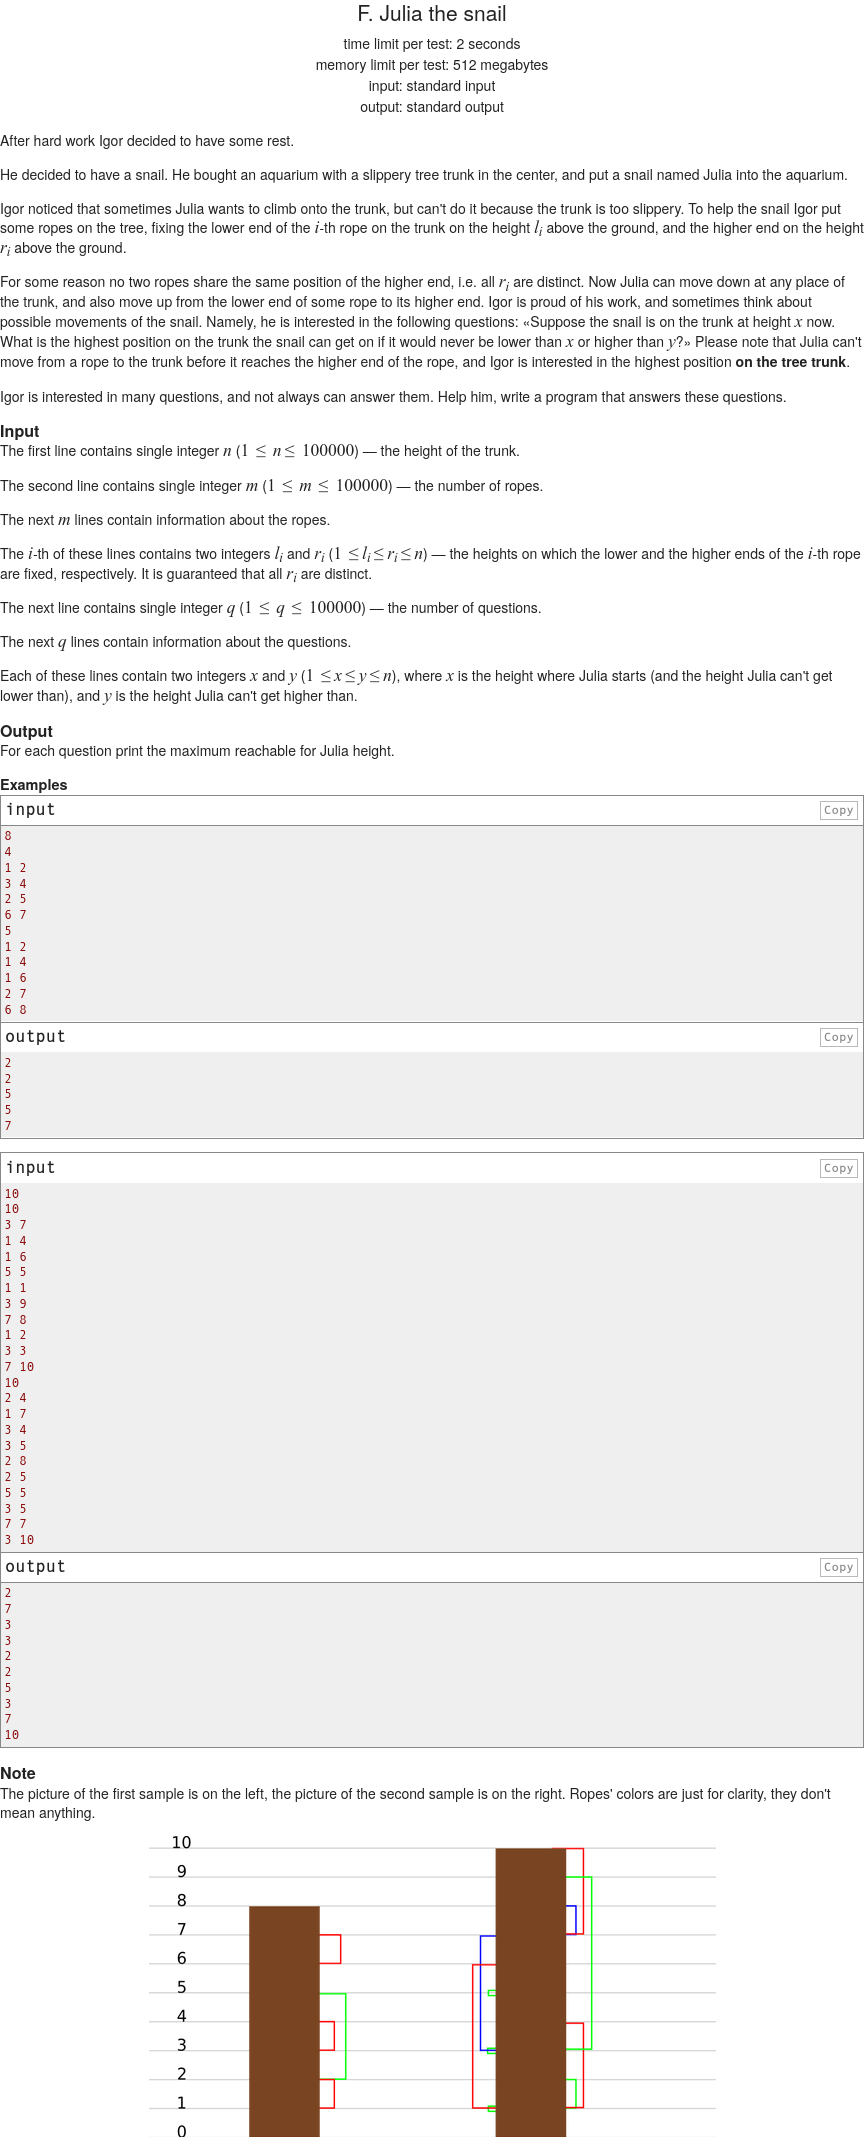 F. Julia the snail
time limit per test: 2 seconds
memory limit per test: 512 megabytes
input: standard input
output: standard output
After hard work Igor decided to have some rest.
He decided to have a snail. He bought an aquarium with a slippery tree trunk in the center, and put a snail named Julia into the aquarium.
Igor noticed that sometimes Julia wants to climb onto the trunk, but can't do it because the trunk is too slippery. To help the snail Igor put
some ropes on the tree, fixing the lower end of the i-th rope on the trunk on the height l_i above the ground, and the higher end on the height
r_i above the ground.
For some reason no two ropes share the same position of the higher end, i.e. all r_i are distinct. Now Julia can move down at any place of
the trunk, and also move up from the lower end of some rope to its higher end. Igor is proud of his work, and sometimes think about
possible movements of the snail. Namely, he is interested in the following questions: «Suppose the snail is on the trunk at height x now.
What is the highest position on the trunk the snail can get on if it would never be lower than x or higher than y?» Please note that Julia can't
move from a rope to the trunk before it reaches the higher end of the rope, and Igor is interested in the highest position on the tree trunk.
Igor is interested in many questions, and not always can answer them. Help him, write a program that answers these questions.
Input
The first line contains single integer n (1 ≤ n ≤ 100000) — the height of the trunk.
The second line contains single integer m (1 ≤ m ≤ 100000) — the number of ropes.
The next m lines contain information about the ropes.
The i-th of these lines contains two integers l_i and r_i (1 ≤ l_i ≤ r_i ≤ n) — the heights on which the lower and the higher ends of the i-th rope
are fixed, respectively. It is guaranteed that all r_i are distinct.
The next line contains single integer q (1 ≤ q ≤ 100000) — the number of questions.
The next q lines contain information about the questions.
Each of these lines contain two integers x and y (1 ≤ x ≤ y ≤ n), where x is the height where Julia starts (and the height Julia can't get
lower than), and y is the height Julia can't get higher than.
Output
For each question print the maximum reachable for Julia height.
Examples
input Copy
8
4
1 2
3 4
2 5
6 7
5
1 2
1 4
1 6
2 7
6 8
output Copy
2
2
5
5
7
input Copy
10
10
3 7
1 4
1 6
5 5
1 1
3 9
7 8
1 2
3 3
7 10
10
2 4
1 7
3 4
3 5
2 8
2 5
5 5
3 5
7 7
3 10
output Copy
2
7
3
3
2
2
5
3
7
10
Note
The picture of the first sample is on the left, the picture of the second sample is on the right. Ropes' colors are just for clarity, they don't
mean anything.
10
9
8
7
6
5
4
3
2
1
0